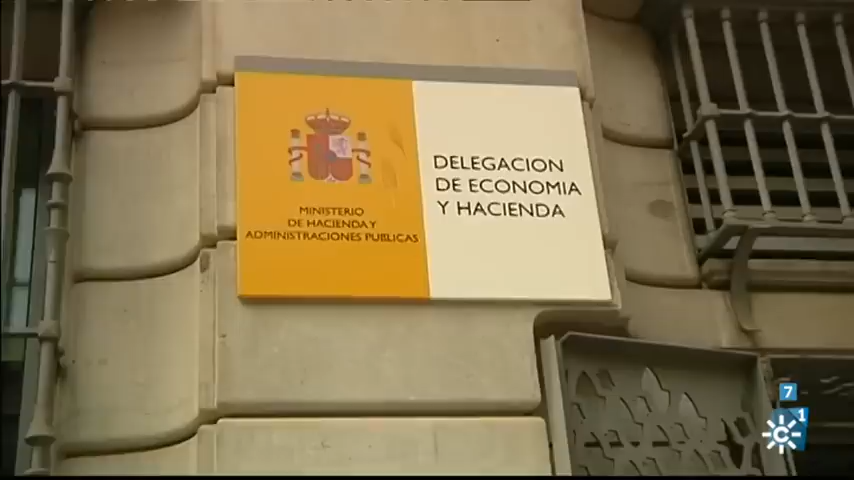 MINISTERIO
DE HACIENDA Y
ADMINISTRACIONES PUBLICAS
DELEGACION
DE ECONOMIA
Y HACIENDA
7
1